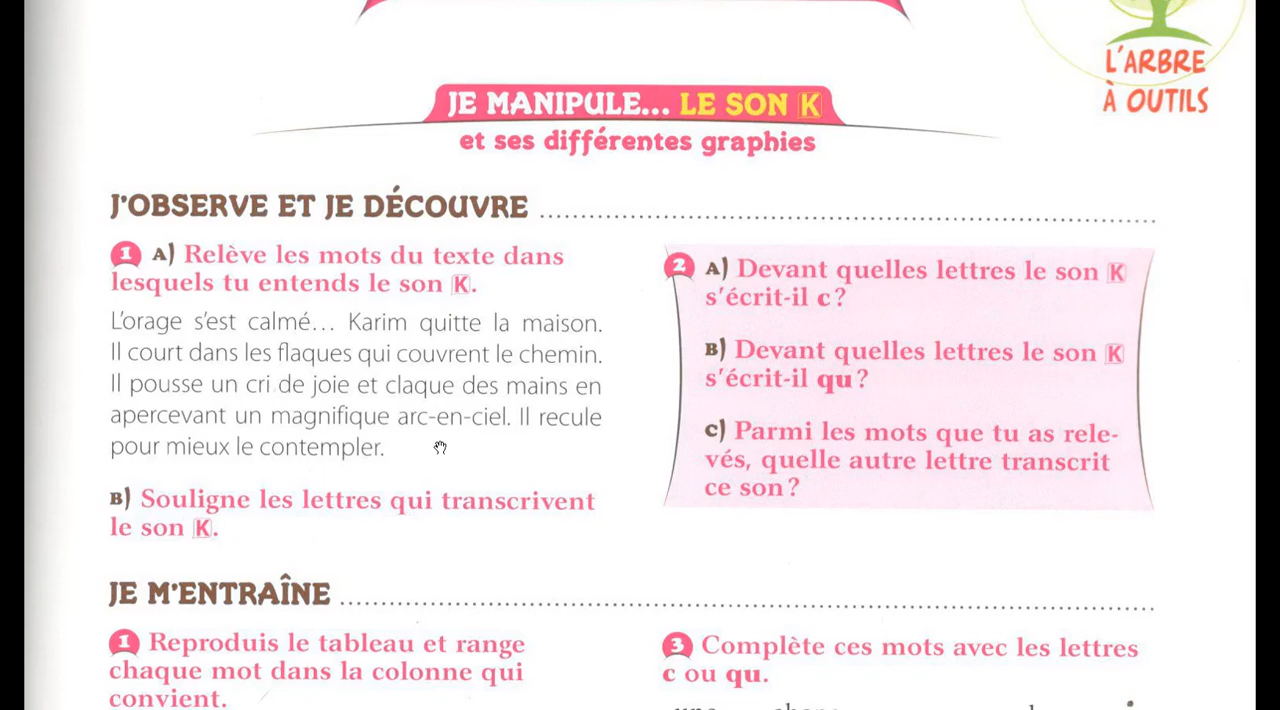 L'ARBRE
À OUTILS
JE MANIPULE... LE SON K
et ses différentes graphies
J'OBSERVE ET JE DÉCOUVRE
1 A) Relève les mots du texte dans
lesquels tu entends le son K.
L'orage s'est calmé... Karim quitte la maison.
Il court dans les flaques qui couvrent le chemin.
Il pousse un cri de joie et claque des mains en
apercevant un magnifique arc-en-ciel. Il recule
pour mieux le contempler.
B) Souligne les lettres qui transcrivent
le son K.
2 A) Devant quelles lettres le son K
s'écrit-il c ?
B) Devant quelles lettres le son K
s'écrit-il qu ?
C) Parmi les mots que tu as rele-
vés, quelle autre lettre transcrit
ce son ?
JE M'ENTRAÎNE
1 Reproduis le tableau et range
chaque mot dans la colonne qui
convient.
3 Complète ces mots avec les lettres
c ou qu.